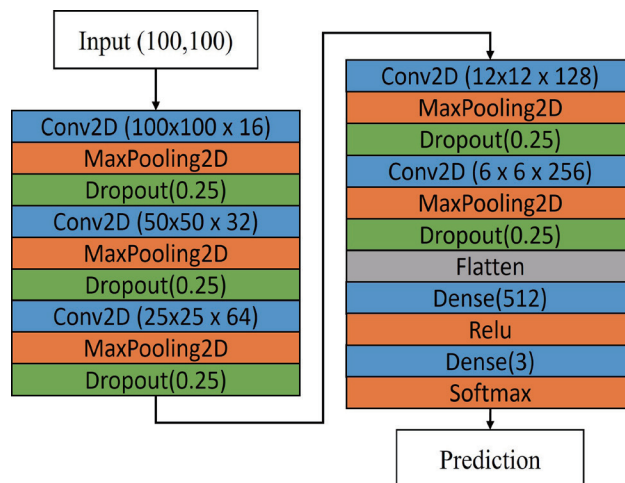 Input (100,100)
Conv2D (100x100 x 16)
MaxPooling2D
Dropout(0.25)
Conv2D (50x50 x 32)
MaxPooling2D
Dropout(0.25)
Conv2D (25x25 x 64)
MaxPooling2D
Dropout(0.25)
Conv2D (12x12 x 128)
MaxPooling2D
Dropout(0.25)
Conv2D (6 x 6 x 256)
MaxPooling2D
Dropout(0.25)
Flatten
Dense(512)
Relu
Dense(3)
Softmax
Prediction